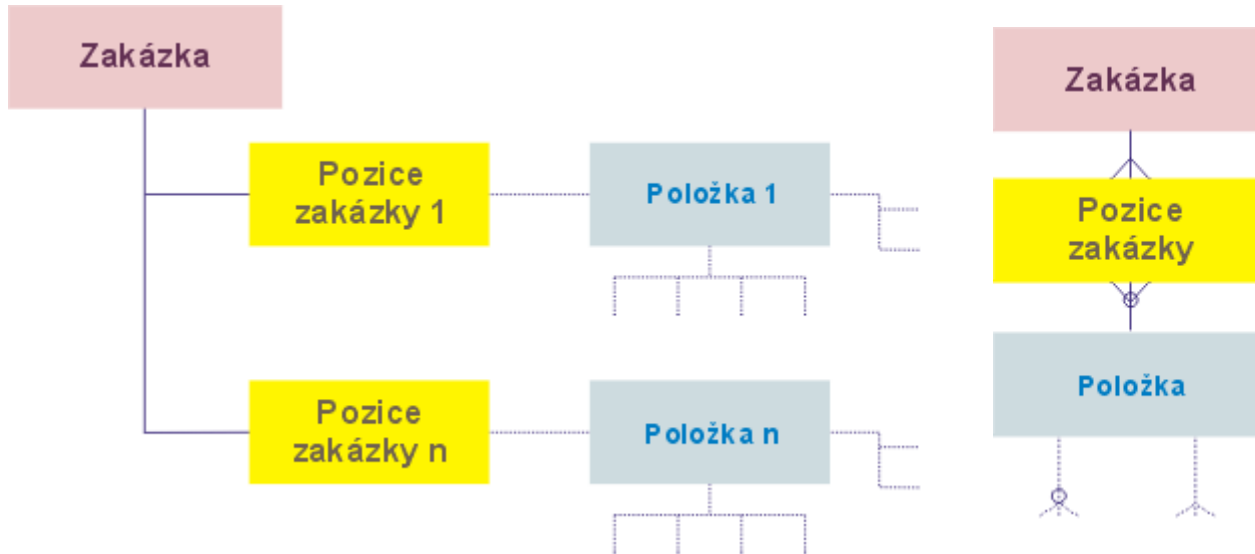 Zakázka
Pozice
zakázky 1
Položka 1
Pozice
zakázky n
Položka n
Zakázka
Pozice
zakázky
Položka